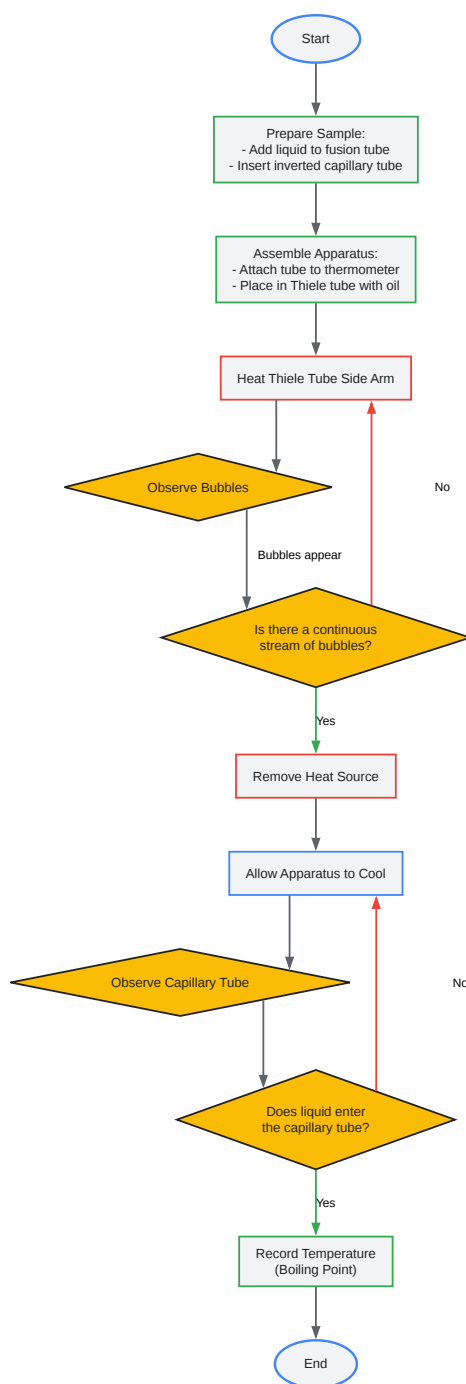 Start
Prepare Sample:
- Add liquid to fusion tube
- Insert inverted capillary tube
Assemble Apparatus:
- Attach tube to thermometer
- Place in Thiele tube with oil
Heat Thiele Tube Side Arm
Observe Bubbles
No
Bubbles appear
Is there a continuous
stream of bubbles?
Yes
Remove Heat Source
Allow Apparatus to Cool
Observe Capillary Tube
No
Does liquid enter
the capillary tube?
Yes
Record Temperature
(Boiling Point)
End